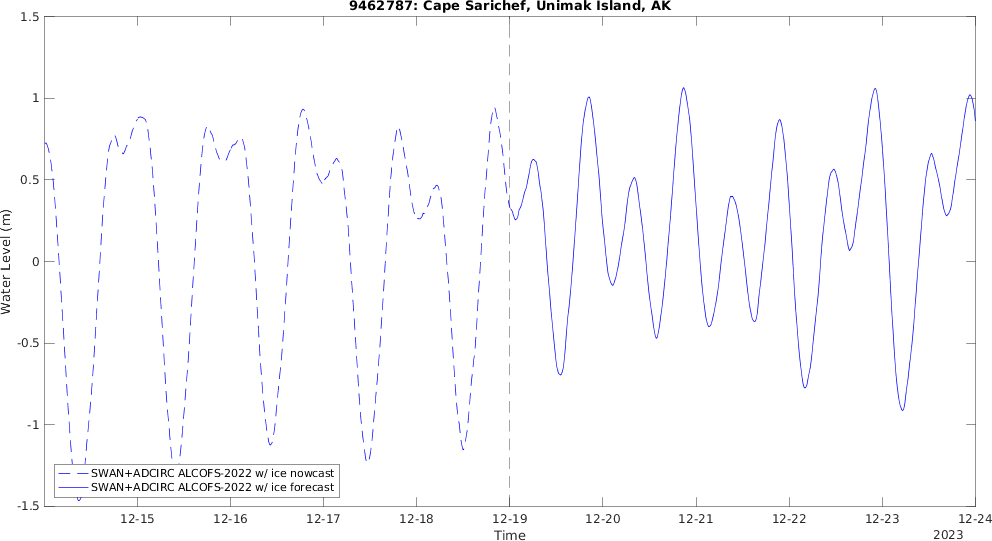 9462787: Cape Sarichef, Unimak Island, AK
1.5
1
0.5
0
-0.5
-1
-1.5
Water Level (m)
SWAN+ADCIRC ALCOFS-2022 w/ ice nowcast
SWAN+ADCIRC ALCOFS-2022 w/ ice forecast
12-15 12-16 12-17 12-18 12-19 12-20 12-21 12-22 12-23 12-24
Time
2023